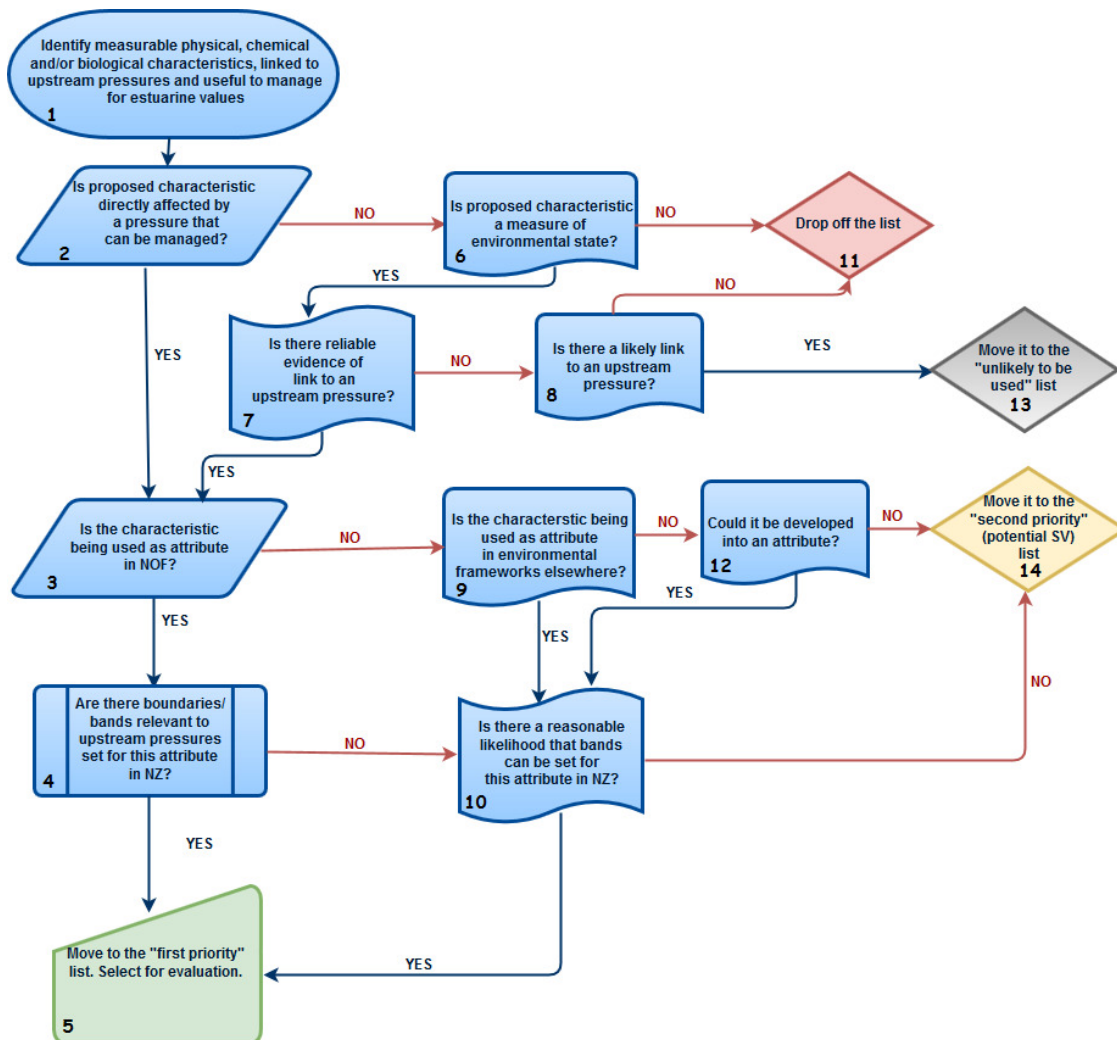 Identify measurable physical, chemical
and/or biological characteristics, linked to
upstream pressures and useful to manage
for estuarine values
1
Is proposed characteristic
directly affected by
a pressure that
can be managed?
2
NO
Is proposed characteristic
a measure of
environmental state?
6
NO
Drop off the list
11
YES
YES
Is there reliable
evidence of
link to an
upstream pressure?
7
NO
Is there a likely link
to an upstream
pressure?
8
NO
YES
Move it to the
"unlikely to be
used" list
13
YES
Is the characteristic
being used as attribute
in NOF?
3
NO
Is the characterstic being
used as attribute
in environmental
frameworks elsewhere?
9
NO
Could it be developed
into an attribute?
12
NO
Move it to the
"second priority"
(potential SV)
list
14
YES
YES
YES
Are there boundaries/
bands relevant to
upstream pressures
set for this attribute
in NZ?
4
NO
Is there a reasonable
likelihood that bands
can be set for
this attribute in NZ?
10
NO
YES
Move to the "first priority"
list. Select for evaluation.
5
YES